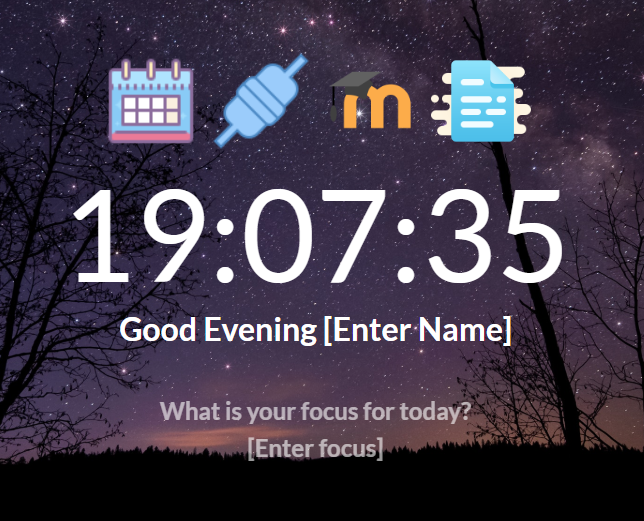 m
19:07:35
Good Evening [Enter Name]
What is your focus for today?
[Enter focus]